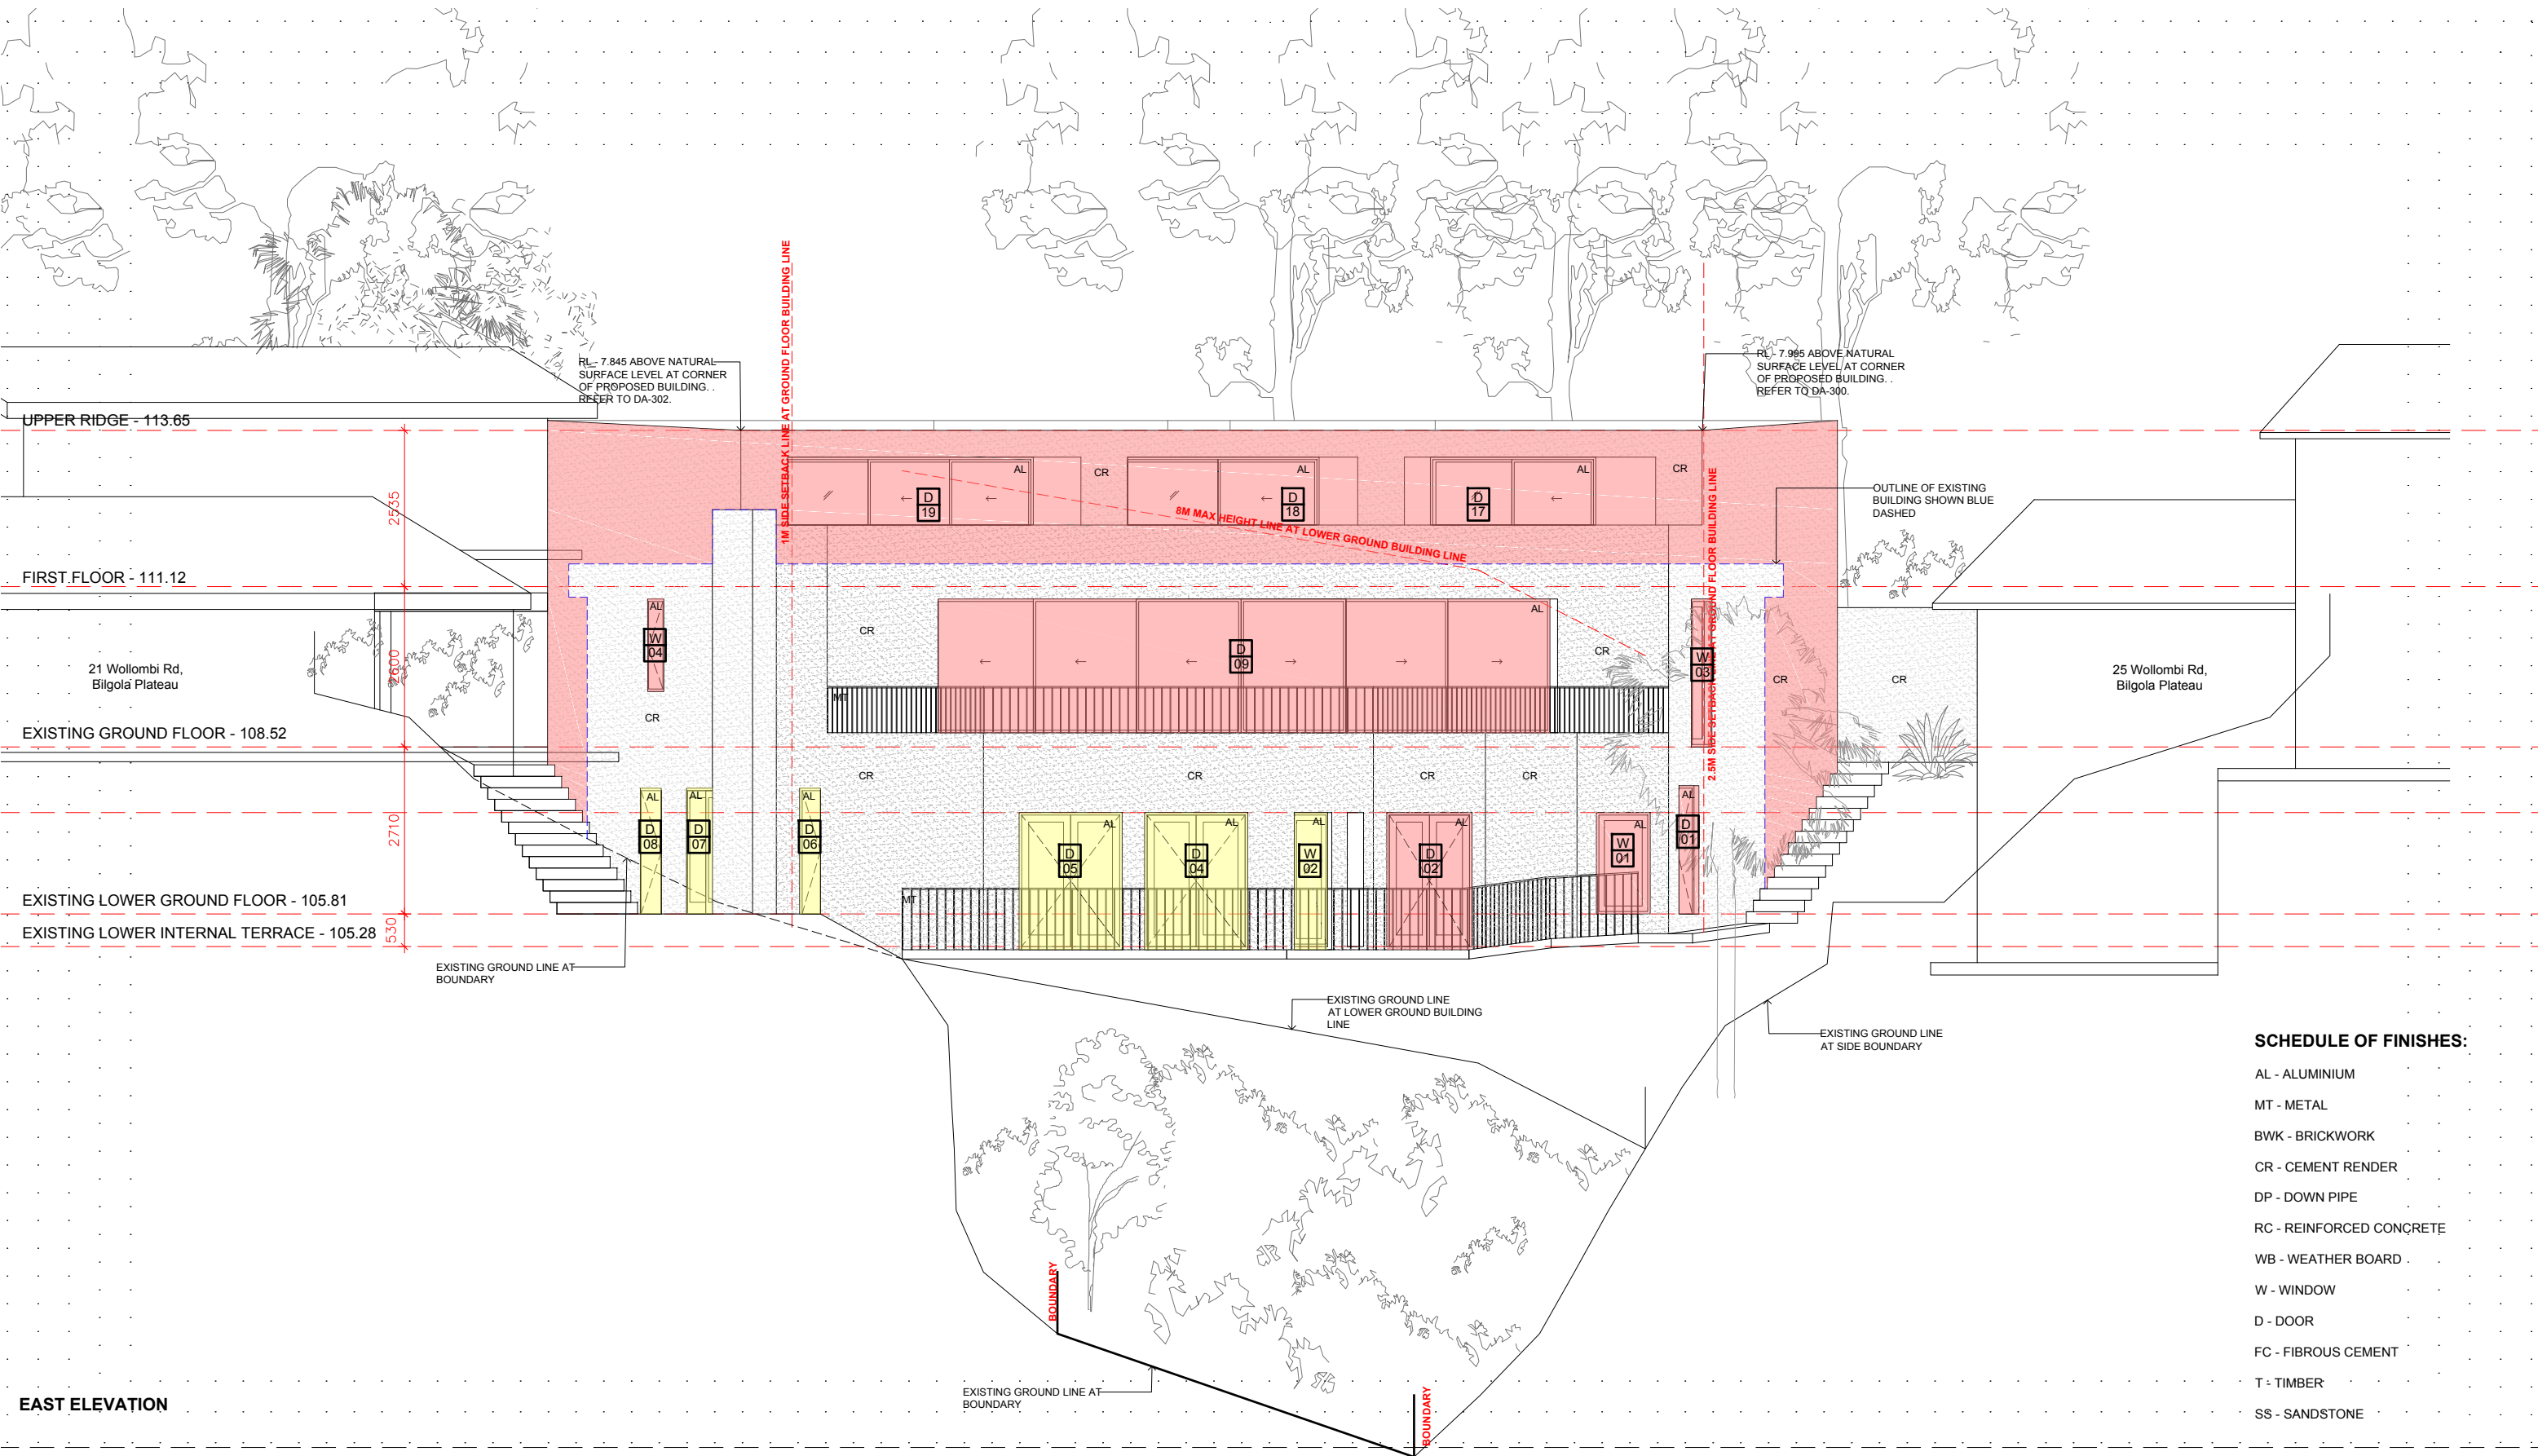 1M SIDE SETBACK LINE AT GROUND FLOOR BUILDING LINE
RL - 7.845 ABOVE NATURAL
SURFACE LEVEL AT CORNER
OF PROPOSED BUILDING. .
REFER TO DA-302.
RL - 7.995 ABOVE NATURAL
SURFACE LEVEL AT CORNER
OF PROPOSED BUILDING. .
REFER TO DA-300.
UPPER RIDGE - 113.65
2535
AL
CR
AL
AL
CR
D
19
D
18
D
17
8M MAX HEIGHT LINE AT LOWER GROUND BUILDING LINE
OUTLINE OF EXISTING
BUILDING SHOWN BLUE
DASHED
2.5M SIDE SETBACK LINE AT GROUND FLOOR BUILDING LINE
FIRST FLOOR - 111.12
2600
AL
W
04
CR
CR
AL
D
09
CR
W
03
CR
CR
MT
21 Wollombi Rd,
Bilgola Plateau
25 Wollombi Rd,
Bilgola Plateau
EXISTING GROUND FLOOR - 108.52
2710
CR
CR
CR
CR
AL
D
08
AL
D
07
AL
D
06
AL
D
05
AL
D
04
AL
W
02
AL
D
02
AL
W
01
AL
D
01
MT
EXISTING LOWER GROUND FLOOR - 105.81
530
EXISTING LOWER INTERNAL TERRACE - 105.28
EXISTING GROUND LINE AT
BOUNDARY
EXISTING GROUND LINE
AT LOWER GROUND BUILDING
LINE
EXISTING GROUND LINE
AT SIDE BOUNDARY
SCHEDULE OF FINISHES:
AL - ALUMINIUM
MT - METAL
BWK - BRICKWORK
CR - CEMENT RENDER
DP - DOWN PIPE
RC - REINFORCED CONCRETE
WB - WEATHER BOARD
W - WINDOW
D - DOOR
FC - FIBROUS CEMENT
T - TIMBER
SS - SANDSTONE
BOUNDARY
EXISTING GROUND LINE AT
BOUNDARY
BOUNDARY
EAST ELEVATION